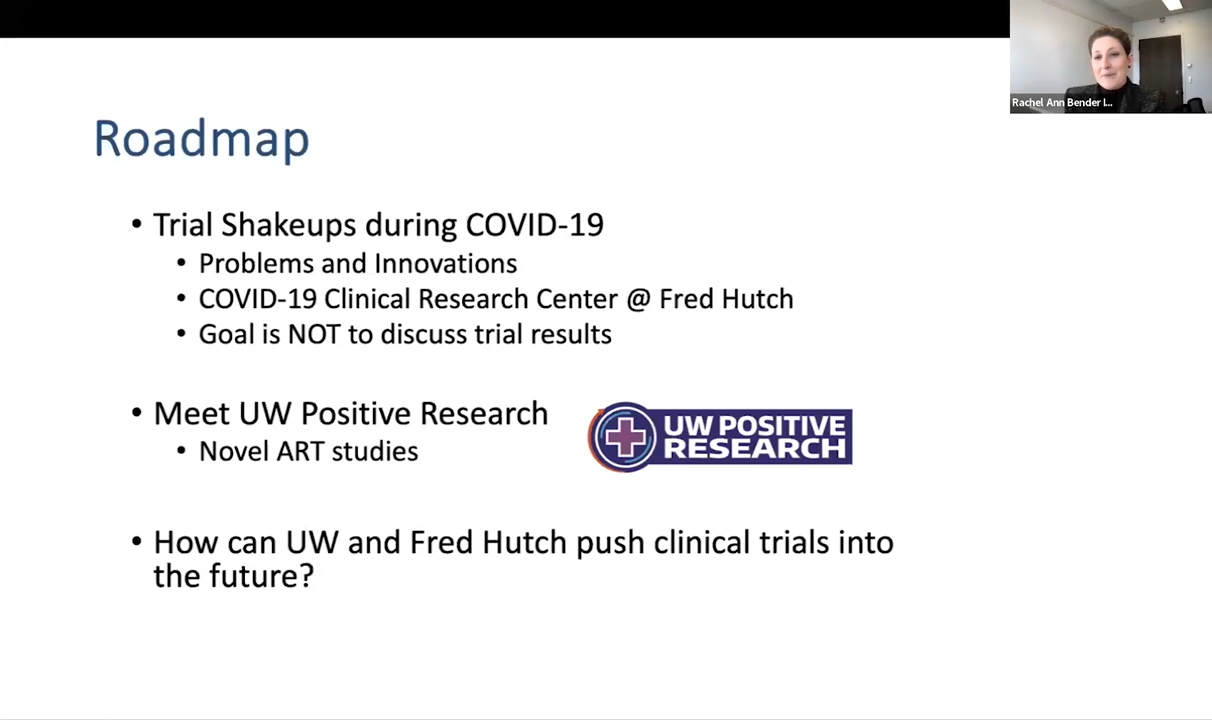 Rachel Ann Bender I...
Roadmap
• Trial Shakeups during COVID-19
• Problems and Innovations
• COVID-19 Clinical Research Center @ Fred Hutch
• Goal is NOT to discuss trial results
• Meet UW Positive Research
• Novel ART studies
UW POSITIVE
RESEARCH
• How can UW and Fred Hutch push clinical trials into
the future?